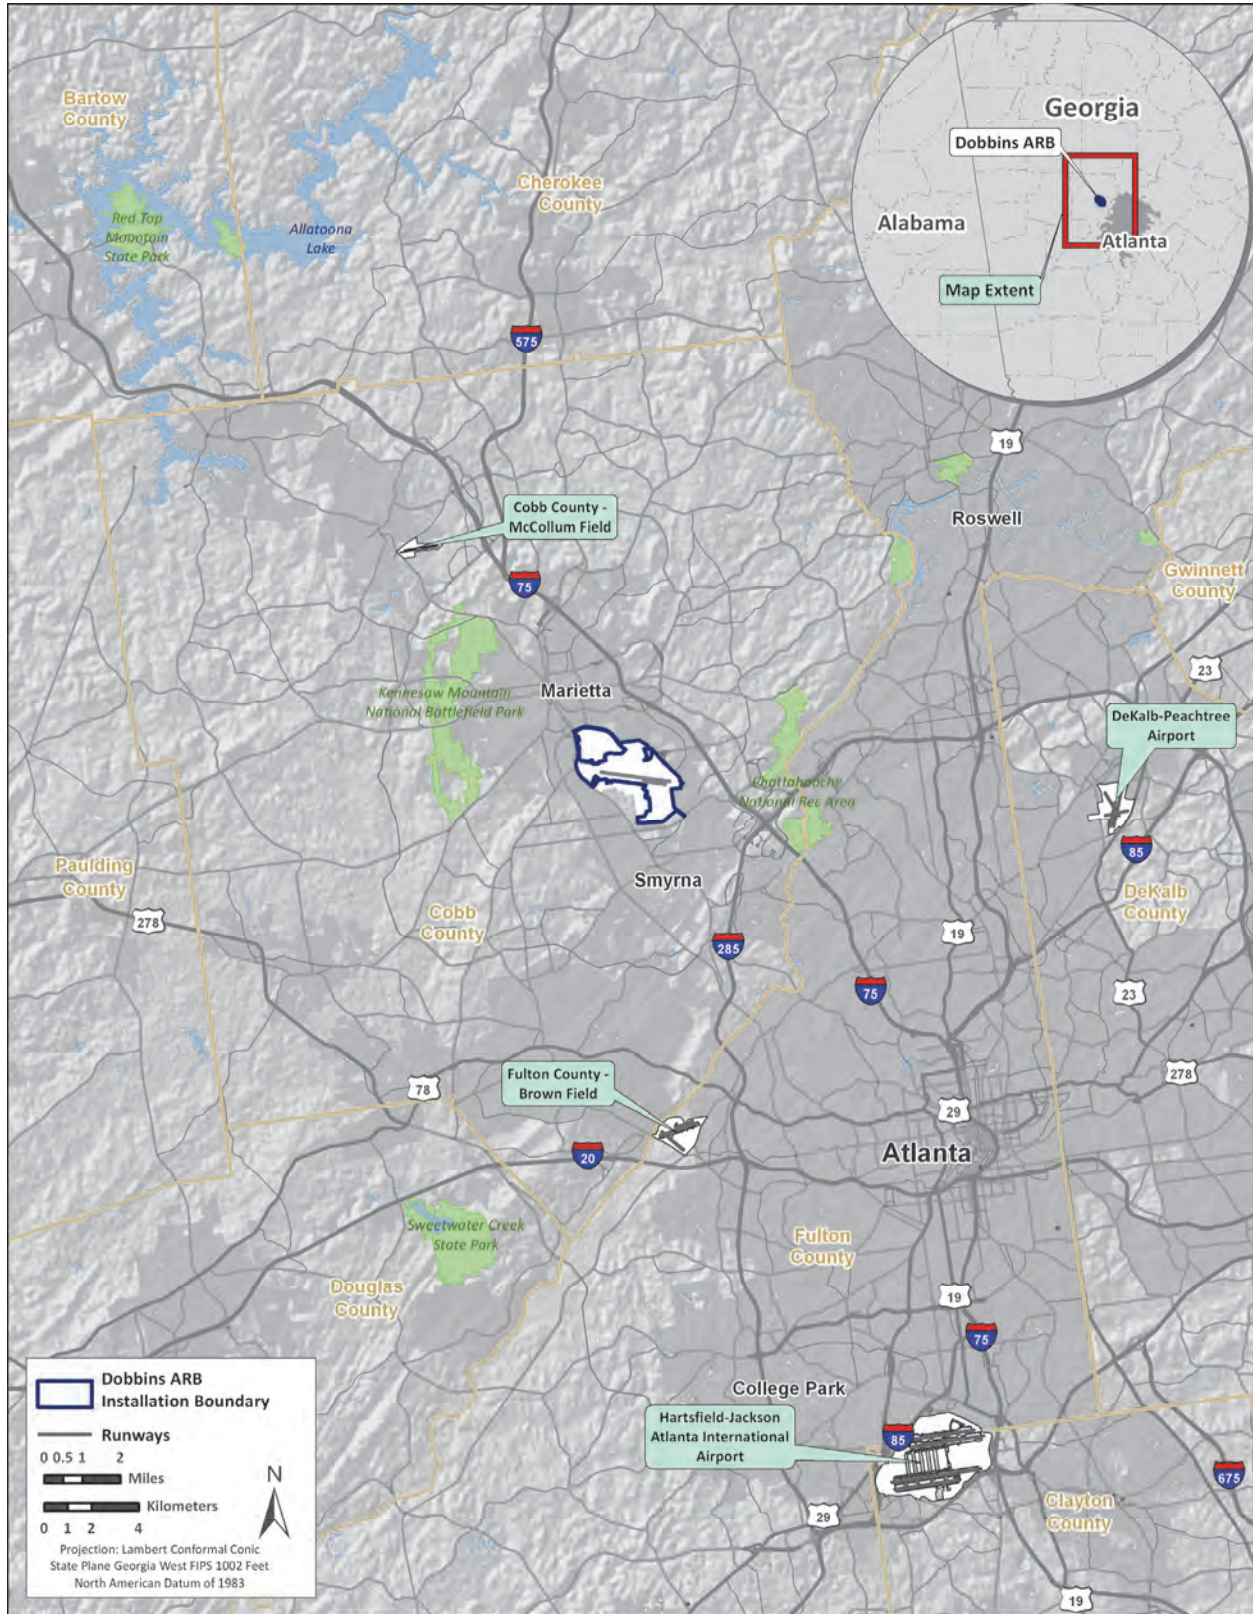 Bartow
County
Georgia
Dobbins ARB
Cherokee
County
Red Top
Mountain
State Park
Allatoona
Lake
Alabama
Atlanta
Map Extent
575
19
Cobb County -
McCollum Field
Roswell
75
Gwinnett
County
23
Kennesaw Mountain
National Battlefield Park
Marietta
DeKalb-Peachtree
Airport
Chattahoochi
National Rec Area
85
Paulding
County
Smyrna
DeKalb
County
278
Cobb
County
19
285
75
23
Fulton County -
Brown Field
78
278
29
20
Atlanta
Sweetwater Creek
State Park
Fulton
County
Douglas
County
19
75
College Park
Hartsfield-Jackson
Atlanta International
Airport
85
675
29
Clayton
County
19
Dobbins ARB
Installation Boundary
Runways
0 0.5 1 2
Miles
Kilometers
0 1 2 4
N
Projection: Lambert Conformal Conic
State Plane Georgia West FIPS 1002 Feet
North American Datum of 1983